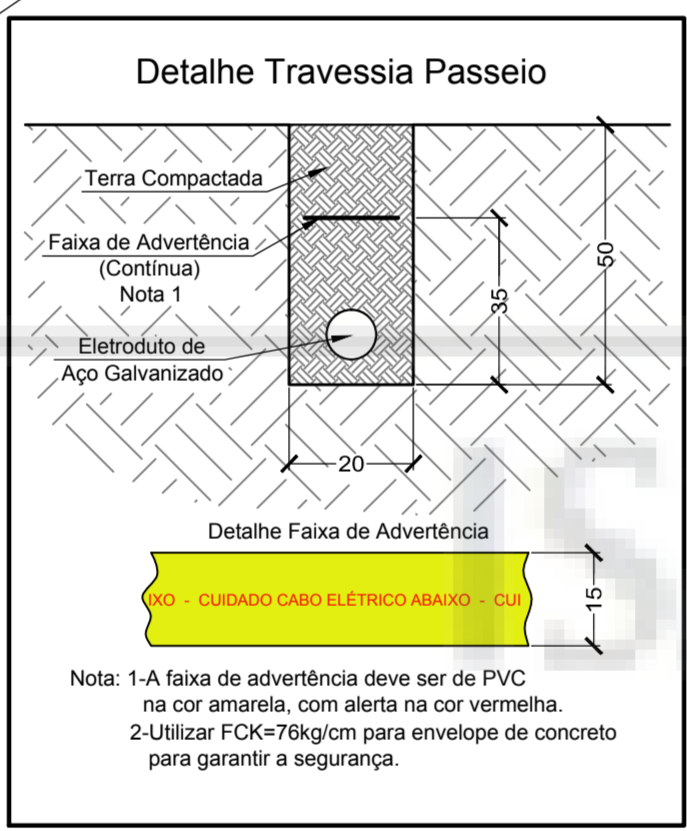 Detalhe Travessia Passeio
Terra Compactada
Faixa de Advertência
(Contínua)
Nota 1
Eletroduto de
Aço Galvanizado
35
50
20
Detalhe Faixa de Advertência
IXO - CUIDADO CABO ELÉTRICO ABAIXO - CUI
15
Nota: 1-A faixa de advertência deve ser de PVC
na cor amarela, com alerta na cor vermelha.
2-Utilizar FCK=76kg/cm para envelope de concreto
para garantir a segurança.
IS